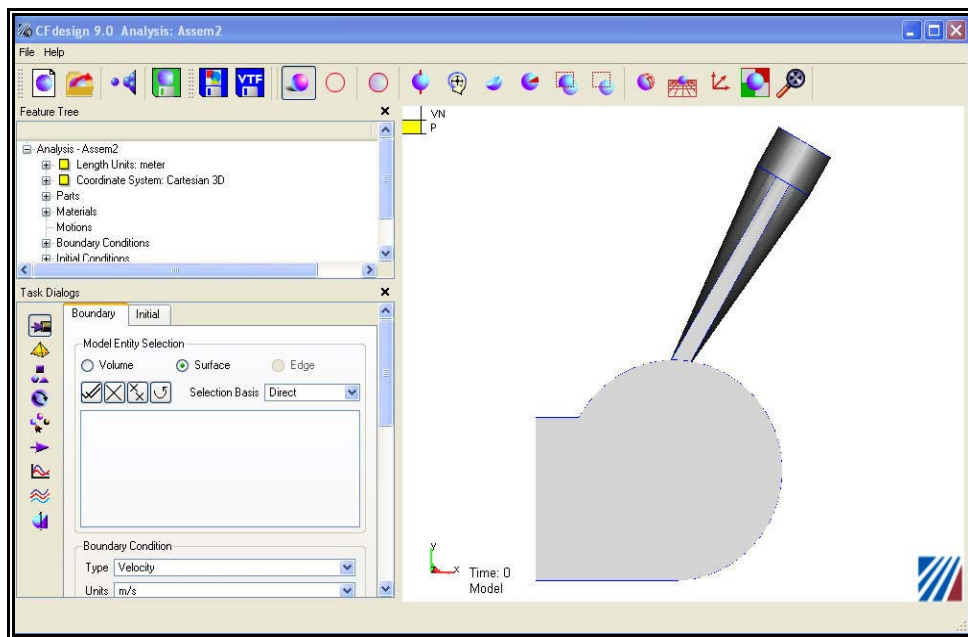 CFdesign 9.0 Analysis: Assem2
File Help
VTF
Feature Tree
Analysis - Assem2
Length Units: meter
Coordinate System: Cartesian 3D
Parts
Materials
Motions
Boundary Conditions
Initial Conditions
Task Dialogs
Boundary Initial
Model Entity Selection
Volume Surface Edge
Selection Basis Direct
Boundary Condition
Type Velocity
Units m/s
VN
P
y
z x
Time: 0
Model